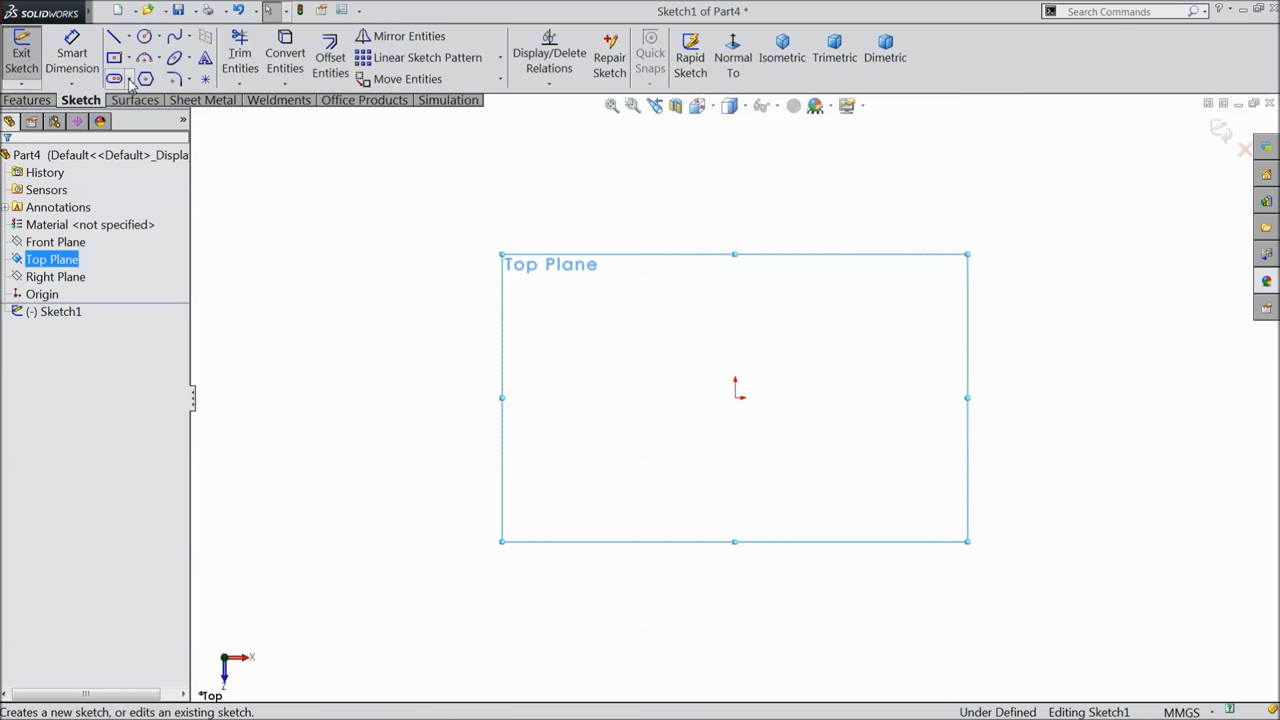 SOLIDWORKS
Sketch1 of Part4 *
Search Commands
Exit Sketch
Smart Dimension
Trim Entities
Convert Entities
Offset Entities
Mirror Entities
Linear Sketch Pattern
Move Entities
Display/Delete Relations
Repair Sketch
Quick Snaps
Rapid Sketch
Normal To
Isometric
Trimetric
Dimetric
Features
Sketch
Surfaces
Sheet Metal
Weldments
Office Products
Simulation
Part4 (Default<<Default>_Displa
History
Sensors
Annotations
Material <not specified>
Front Plane
Top Plane
Right Plane
Origin
(-) Sketch1
Top Plane
X
Z
*Top
Creates a new sketch, or edits an existing sketch.
Under Defined
Editing Sketch1
MMGS